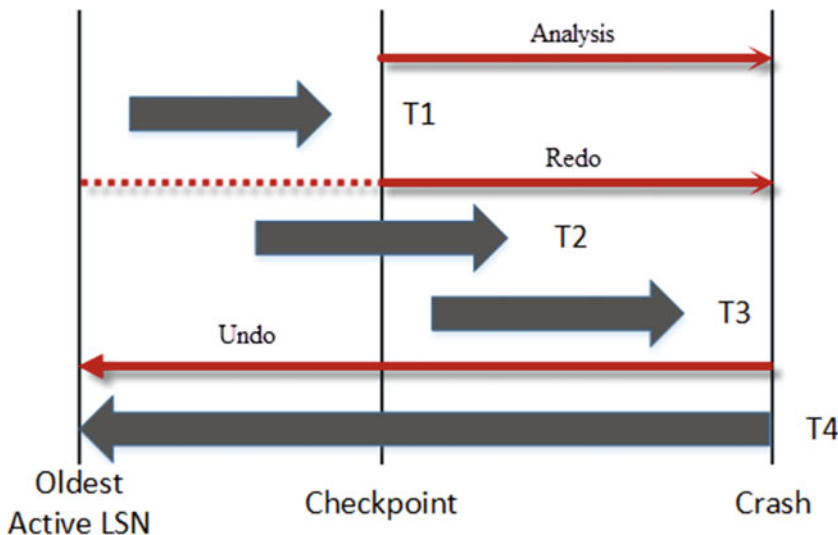 Analysis
T1
Redo
T2
T3
Undo
T4
Oldest
Active LSN
Checkpoint
Crash